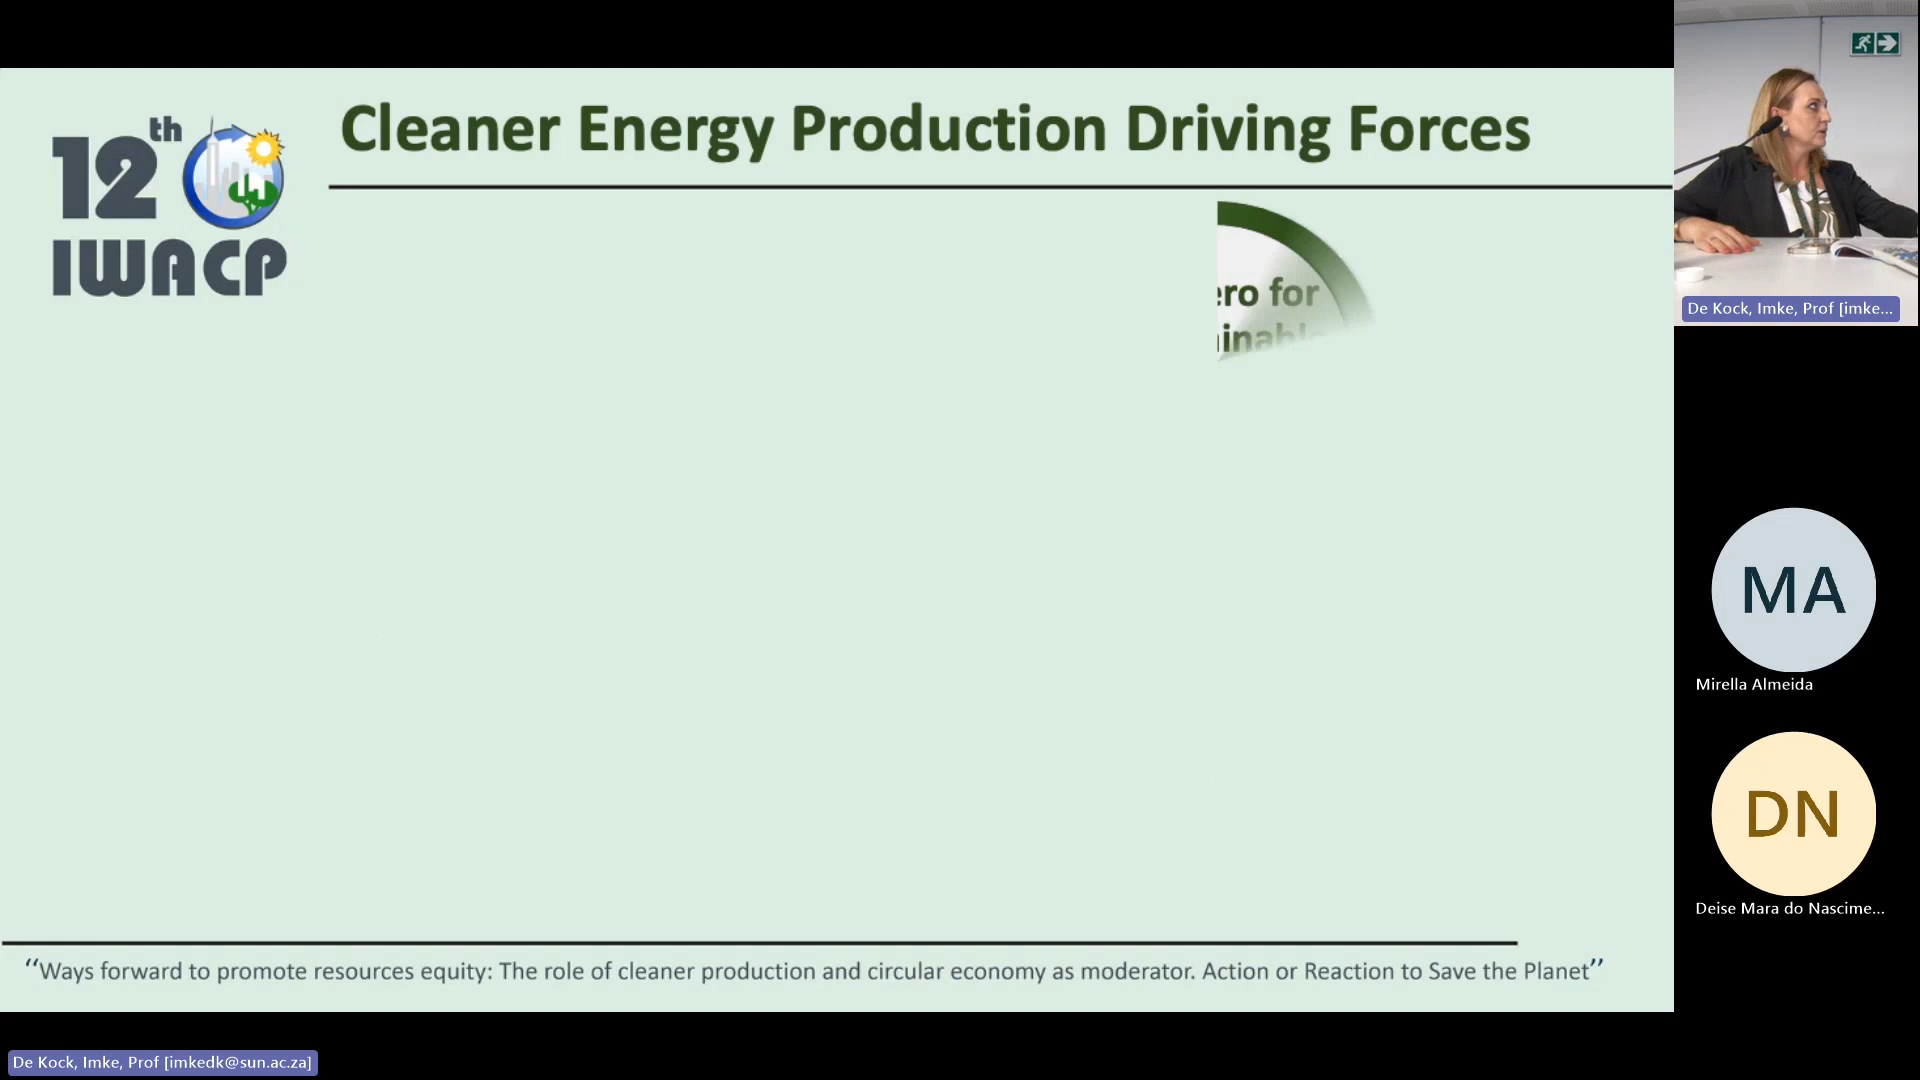 12th
IWACP
Cleaner Energy Production Driving Forces
ero for
inable
“Ways forward to promote resources equity: The role of cleaner production and circular economy as moderator. Action or Reaction to Save the Planet”
De Kock, Imke, Prof [imke...
MA
Mirella Almeida
DN
Deise Mara do Nascime...
De Kock, Imke, Prof [imkedk@sun.ac.za]